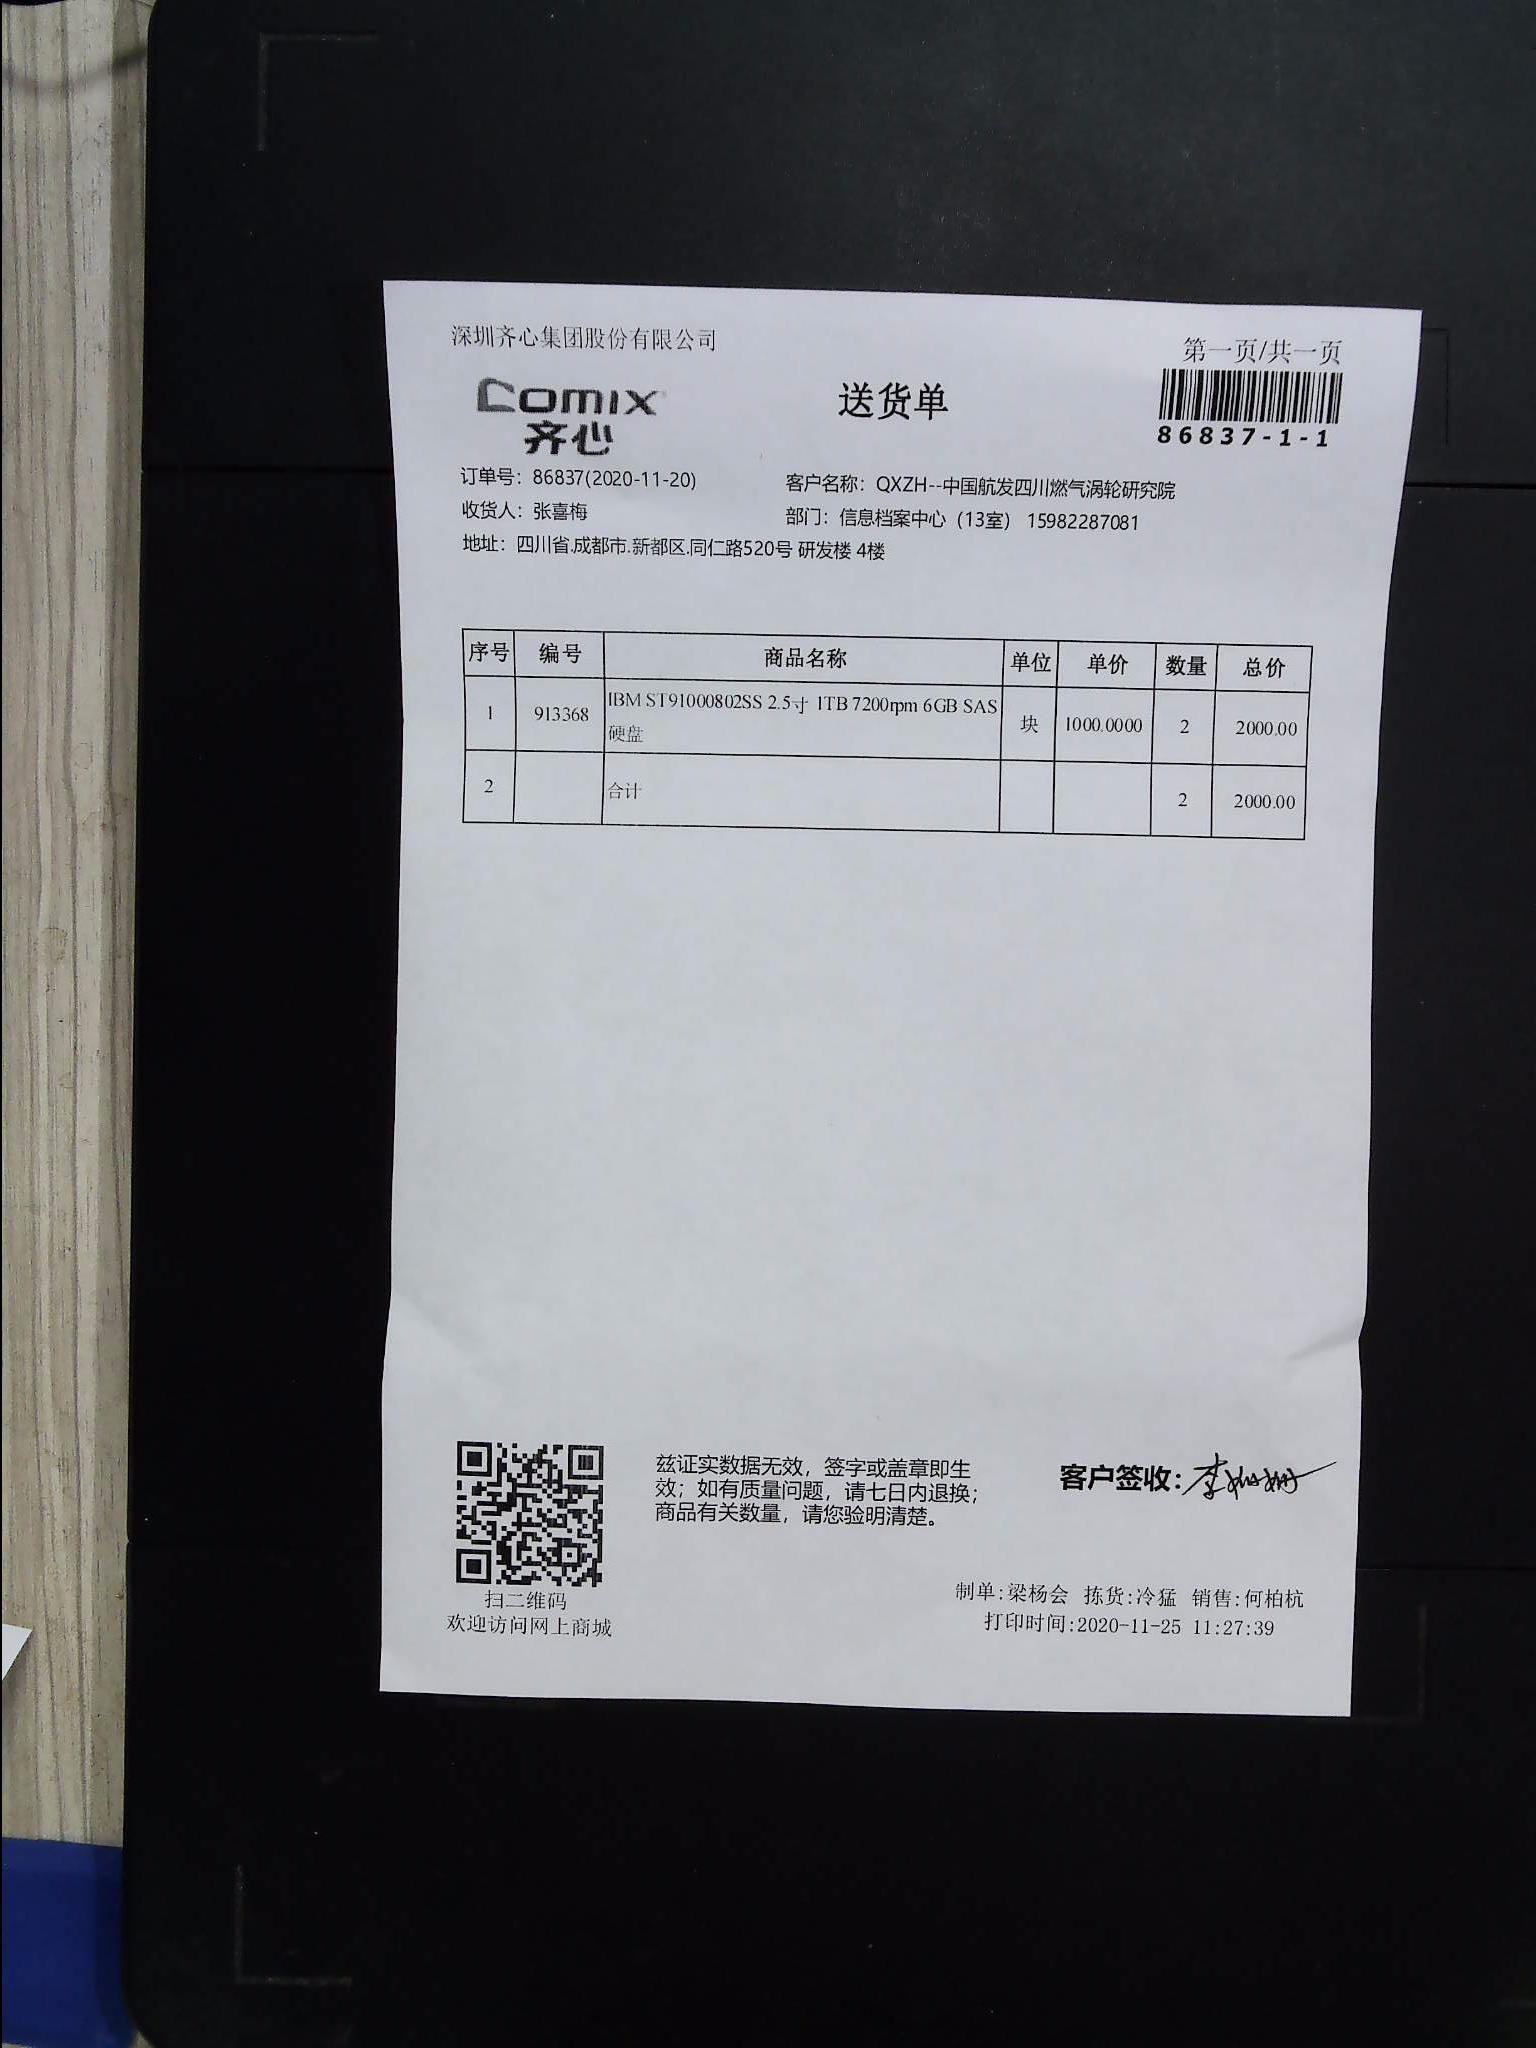 深圳齐心集团股份有限公司
第一页/共一页
Comix
齐心
送货单
86837-1-1
订单号：86837(2020-11-20)
客户名称：QXZH--中国航发四川燃气涡轮研究院
收货人：张喜梅
部门：信息档案中心（13室） 15982287081
地址：四川省.成都市.新都区.同仁路520号 研发楼 4楼
序号 编号 商品名称 单位 单价 数量 总价
1 913368 IBM ST91000802SS 2.5寸 1TB 7200rpm 6GB SAS 块 1000.0000 2 2000.00
硬盘
2 合计 2 2000.00
兹证实数据无效，签字或盖章即生
效；如有质量问题，请七日内退换；
商品有关数量，请您验明清楚。
客户签收：李姗姗
扫二维码
欢迎访问网上商城
制单:梁杨会 拣货:冷猛 销售:何柏杭
打印时间:2020-11-25 11:27:39